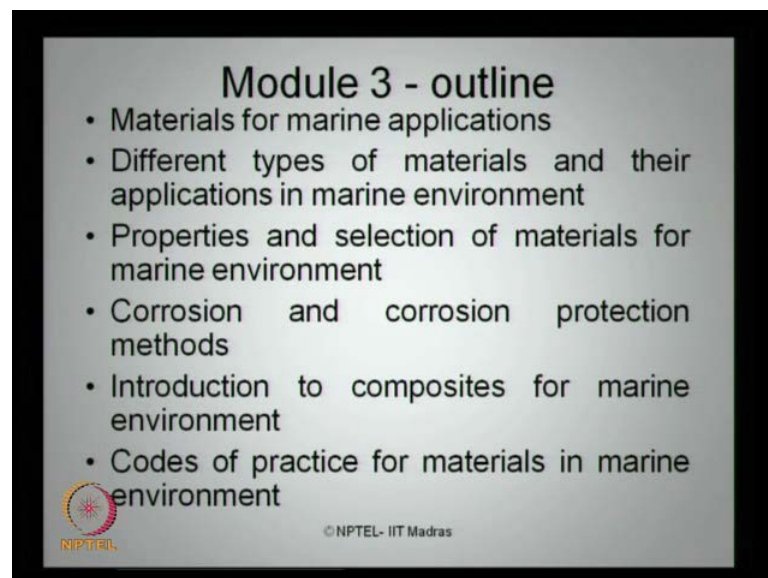 Module 3 - outline
• Materials for marine applications
• Different types of materials and their
applications in marine environment
• Properties and selection of materials for
marine environment
• Corrosion and corrosion protection
methods
• Introduction to composites for marine
environment
• Codes of practice for materials in marine
environment
© NPTEL- IIT Madras
NPTEL